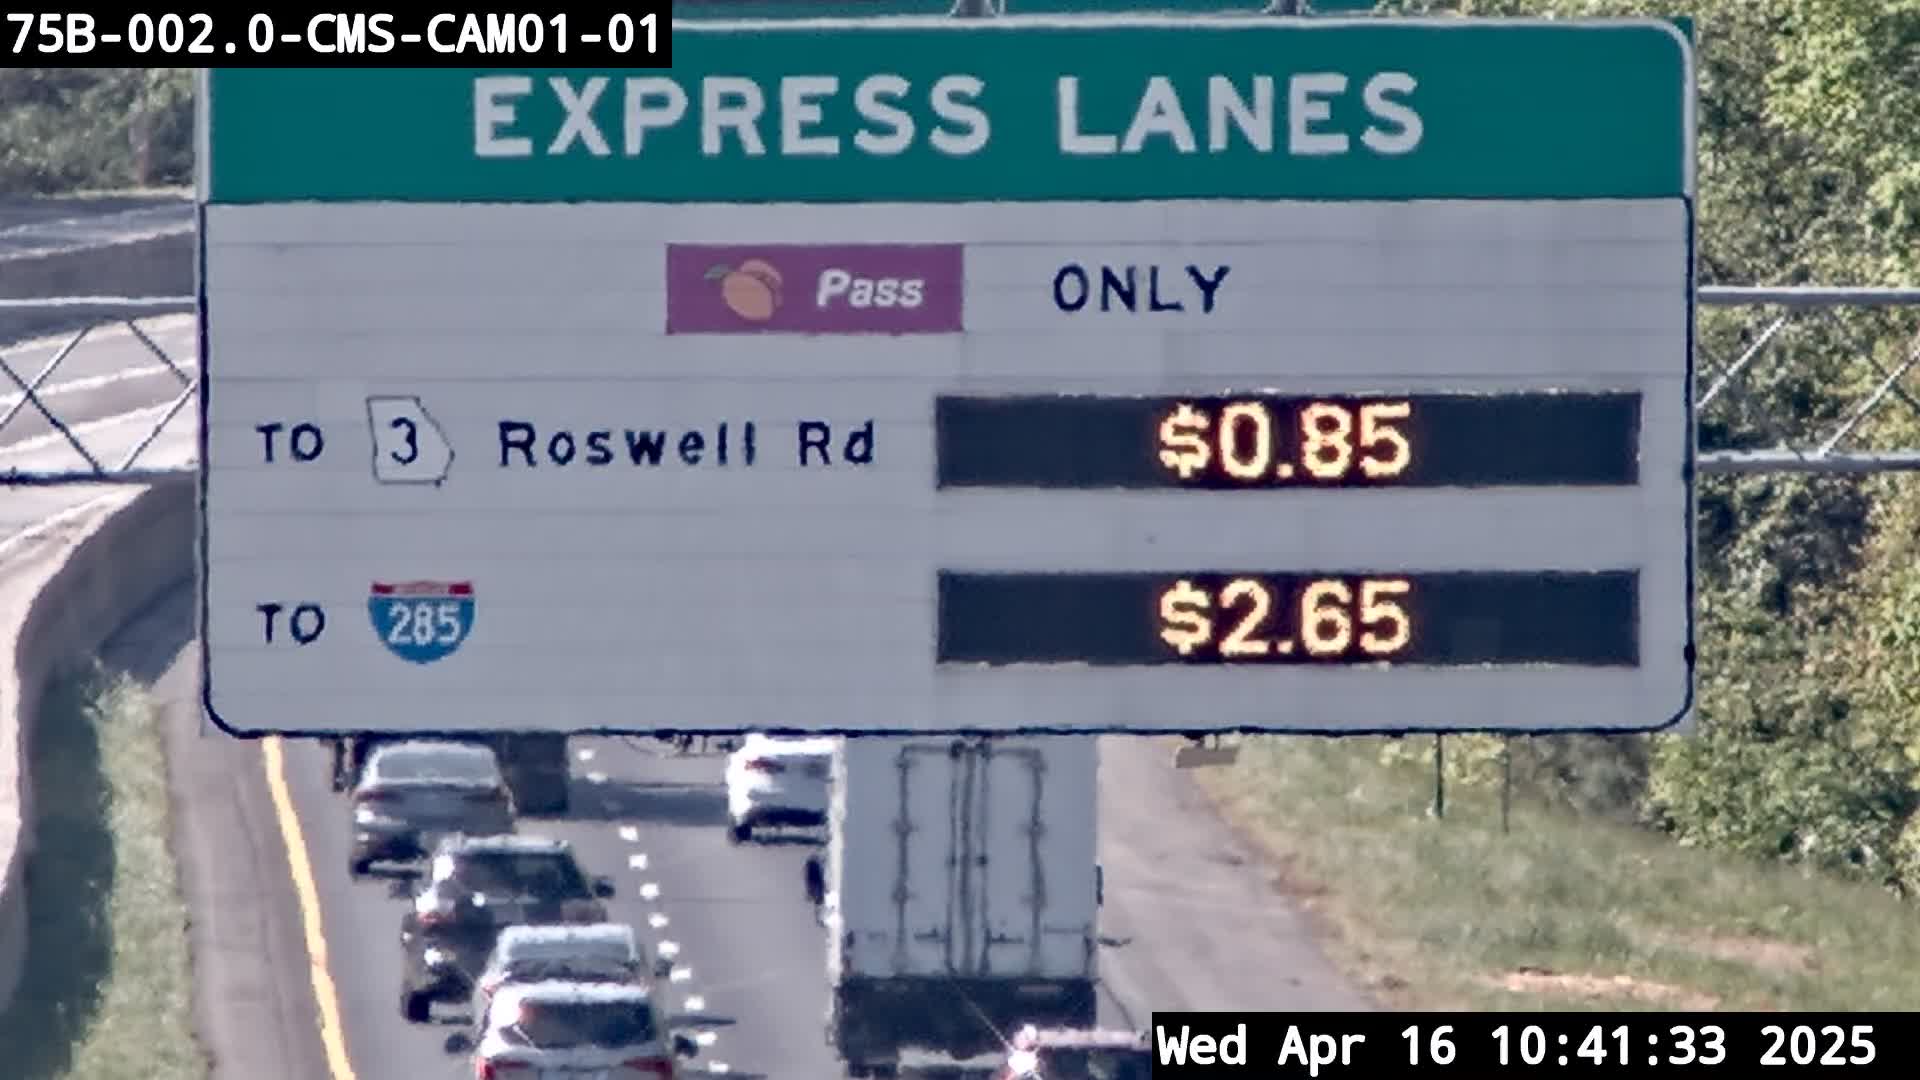 75B-002.0-CMS-CAM01-01
EXPRESS LANES
Pass ONLY
TO 3 Roswell Rd $0.85
TO 285 $2.65
Wed Apr 16 10:41:33 2025